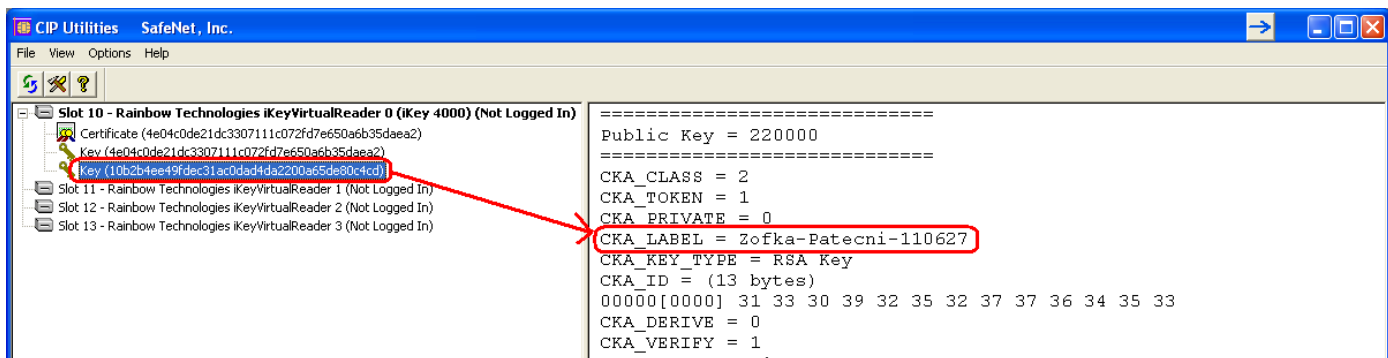 CIP Utilities SafeNet, Inc.
File View Options Help
Slot 10 - Rainbow Technologies iKeyVirtualReader 0 (iKey 4000) (Not Logged In)
Certificate (4e04c0de21dc3307111c072fd7e650a6b35daea2)
Key (4e04c0de21dc3307111c072fd7e650a6b35daea2)
Key (10b2b4ee49fdec31ac0dad4da2200a65de80c4cd)
Slot 11 - Rainbow Technologies iKeyVirtualReader 1 (Not Logged In)
Slot 12 - Rainbow Technologies iKeyVirtualReader 2 (Not Logged In)
Slot 13 - Rainbow Technologies iKeyVirtualReader 3 (Not Logged In)
==============================
Public Key = 220000
==============================
CKA_CLASS = 2
CKA_TOKEN = 1
CKA_PRIVATE = 0
CKA_LABEL = Zofka-Patecni-110627
CKA_KEY_TYPE = RSA Key
CKA_ID = (13 bytes)
00000[0000] 31 33 30 39 32 35 32 37 37 36 34 35 33
CKA_DERIVE = 0
CKA_VERIFY = 1